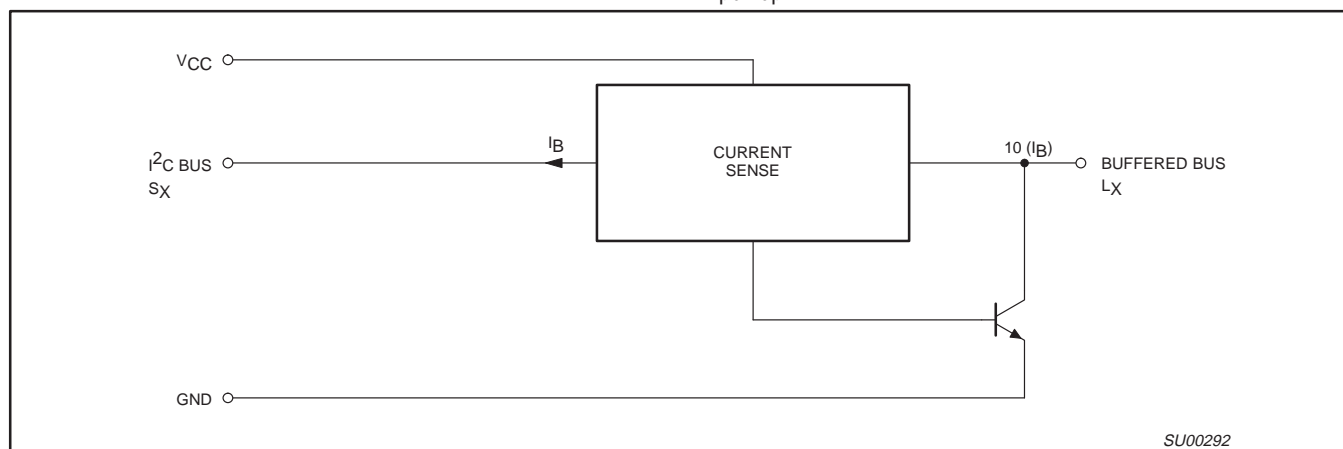 VCC
I2C BUS
SX
IB
CURRENT
SENSE
10 (IB)
BUFFERED BUS
LX
GND
SU00292